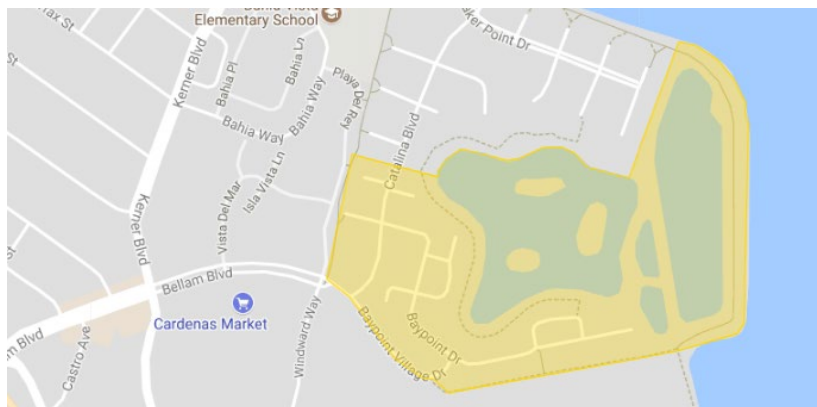 Bahia Vista
Elementary School
Kerner Blvd
Bahia Pl
Bahia Ln
Bahia Way
Playa Del Rey
Bahia Way
Catalina Blvd
Isla Vista Ln
Vista Del Mar
Kerner Blvd
Bellam Blvd
Cardenas Market
Castro Ave
Windward Way
Baypoint Village Dr
Baypoint Dr
Point Dr
St
St
Blvd